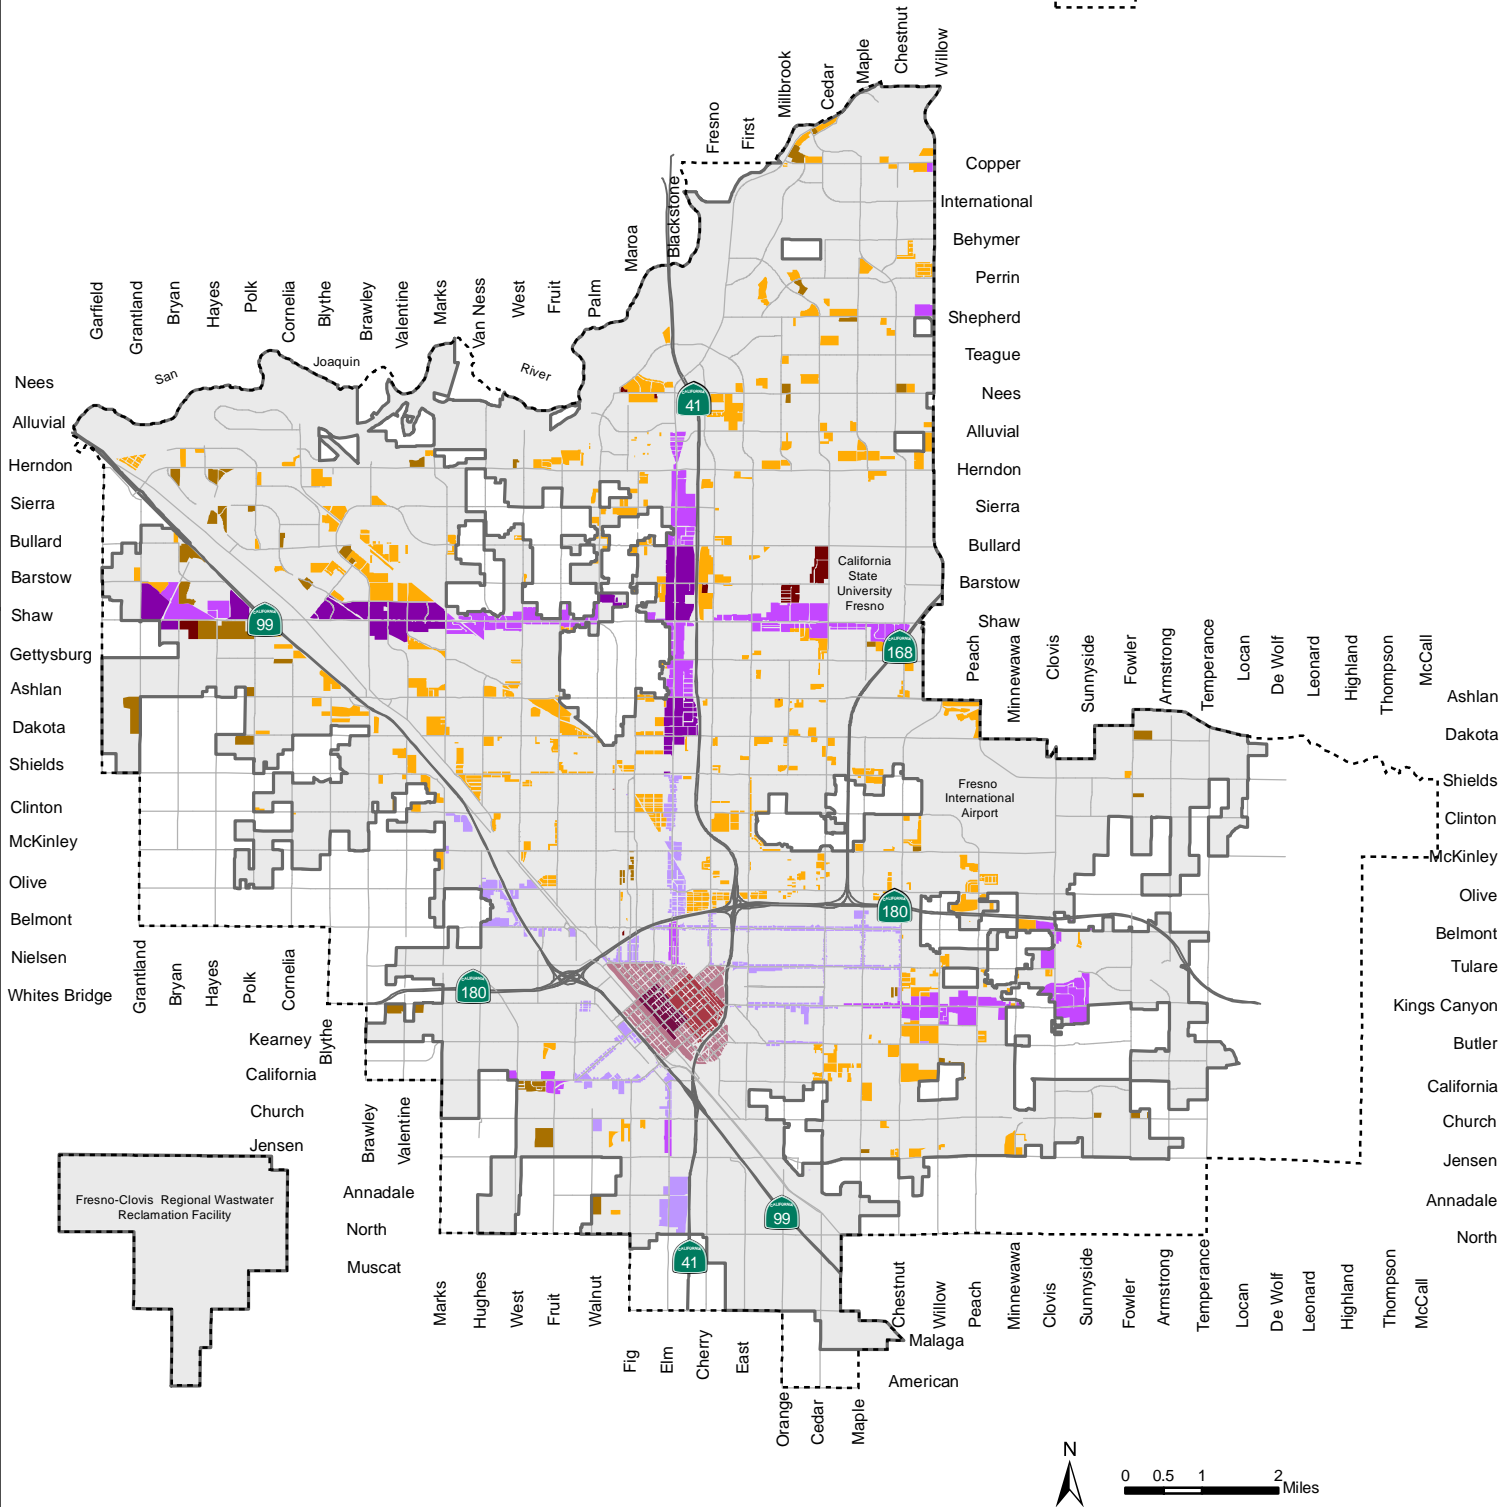 Chestnut
Willow
Maple
Cedar
Millbrook
Fresno
First
Blackstone
Maroa
Copper
International
Behymer
Perrin
Shepherd
Teague
Nees
Alluvial
Herndon
Sierra
Bullard
Barstow
Shaw
Garfield
Grantland
Bryan
Hayes
Polk
Cornelia
Blythe
Brawley
Valentine
Marks
Van Ness
West
Fruit
Palm
San
Joaquin
River
Nees
Alluvial
Herndon
Sierra
Bullard
Barstow
Shaw
Gettysburg
Ashlan
Dakota
Shields
Clinton
McKinley
Olive
Belmont
Nielsen
Whites Bridge
CALIFORNIA
41
California
State
University
Fresno
CALIFORNIA
99
CALIFORNIA
168
Peach
Minnewawa
Clovis
Sunnyside
Fowler
Armstrong
Temperance
Locan
De Wolf
Leonard
Highland
Thompson
McCall
Ashlan
Dakota
Shields
Clinton
McKinley
Olive
Belmont
Tulare
Kings Canyon
Butler
California
Church
Jensen
Annadale
North
Fresno
International
Airport
CALIFORNIA
180
CALIFORNIA
180
Grantland
Bryan
Hayes
Polk
Cornelia
Blythe
Kearney
California
Church
Jensen
Brawley
Valentine
Annadale
North
Muscat
Fresno-Clovis Regional Wastwater
Reclamation Facility
CALIFORNIA
99
CALIFORNIA
41
Marks
Hughes
West
Fruit
Walnut
Fig
Elm
Cherry
East
Orange
Cedar
Maple
Chestnut
Willow
Peach
Minnewawa
Clovis
Sunnyside
Fowler
Armstrong
Temperance
Locan
De Wolf
Leonard
Highland
Thompson
McCall
Malaga
American
N
0 0.5 1 2
Miles